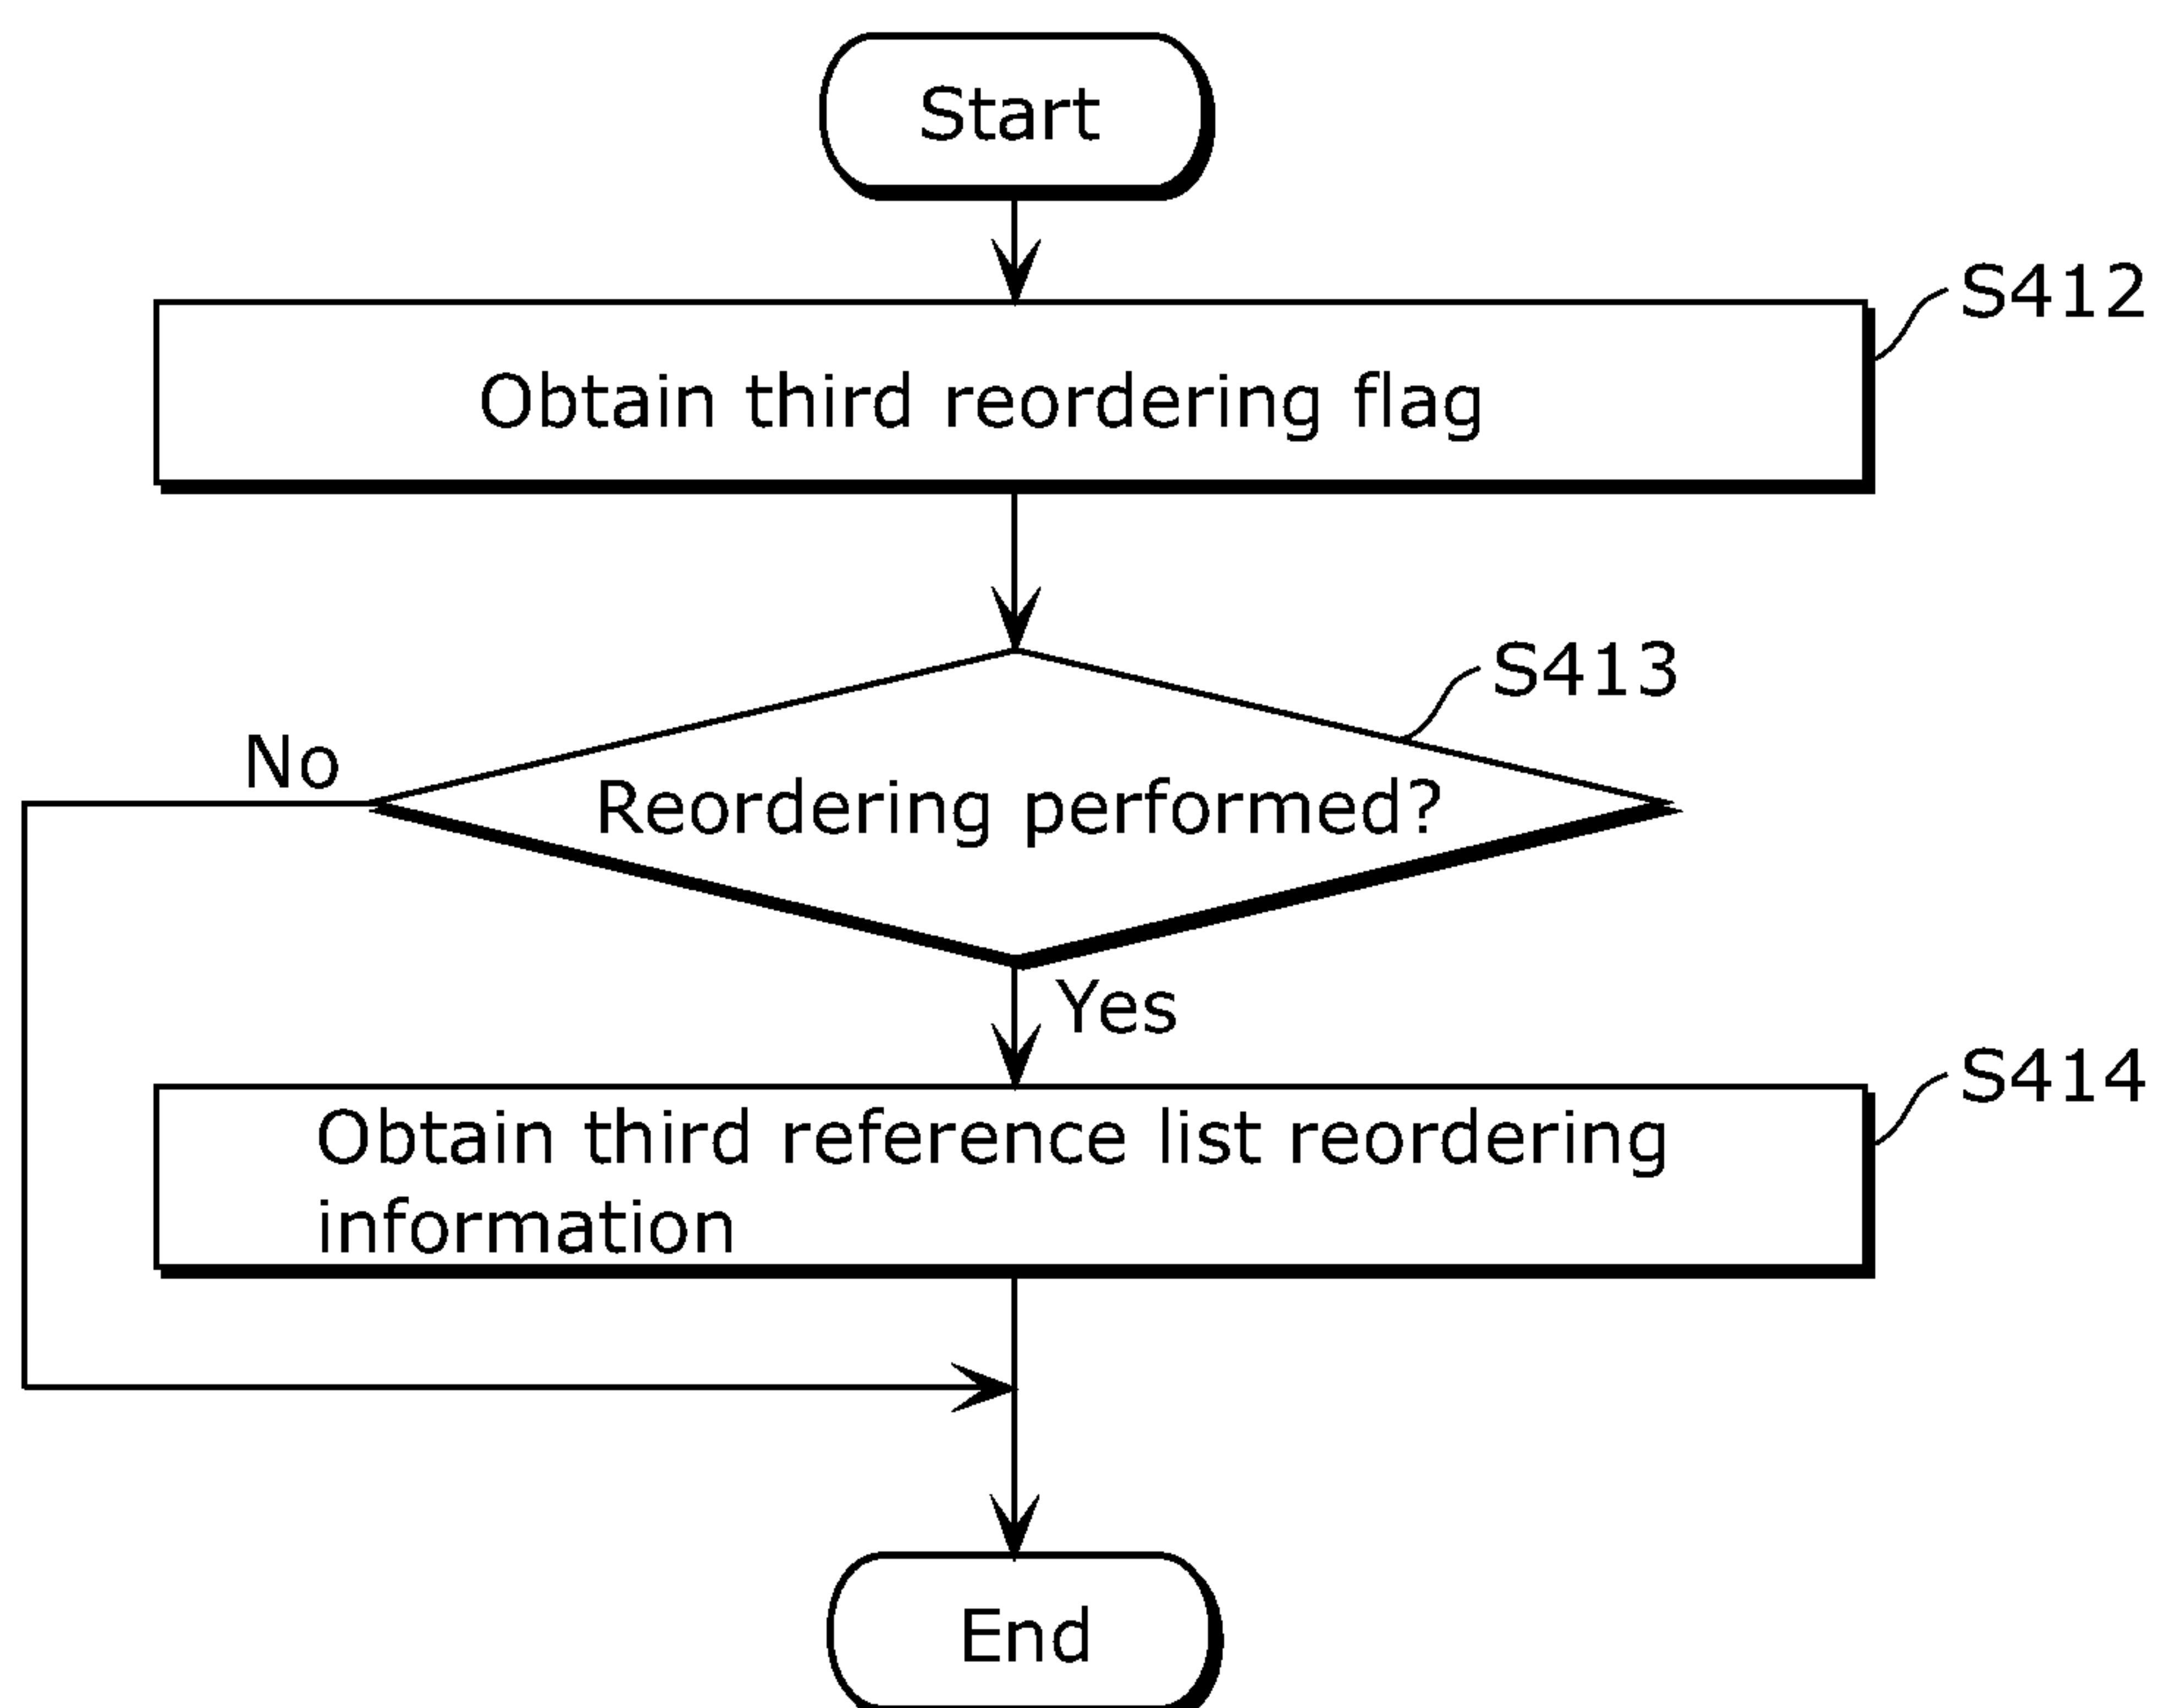 Start
S412
Obtain third reordering flag
S413
No
Reordering performed?
Yes
S414
Obtain third reference list reordering
information
End